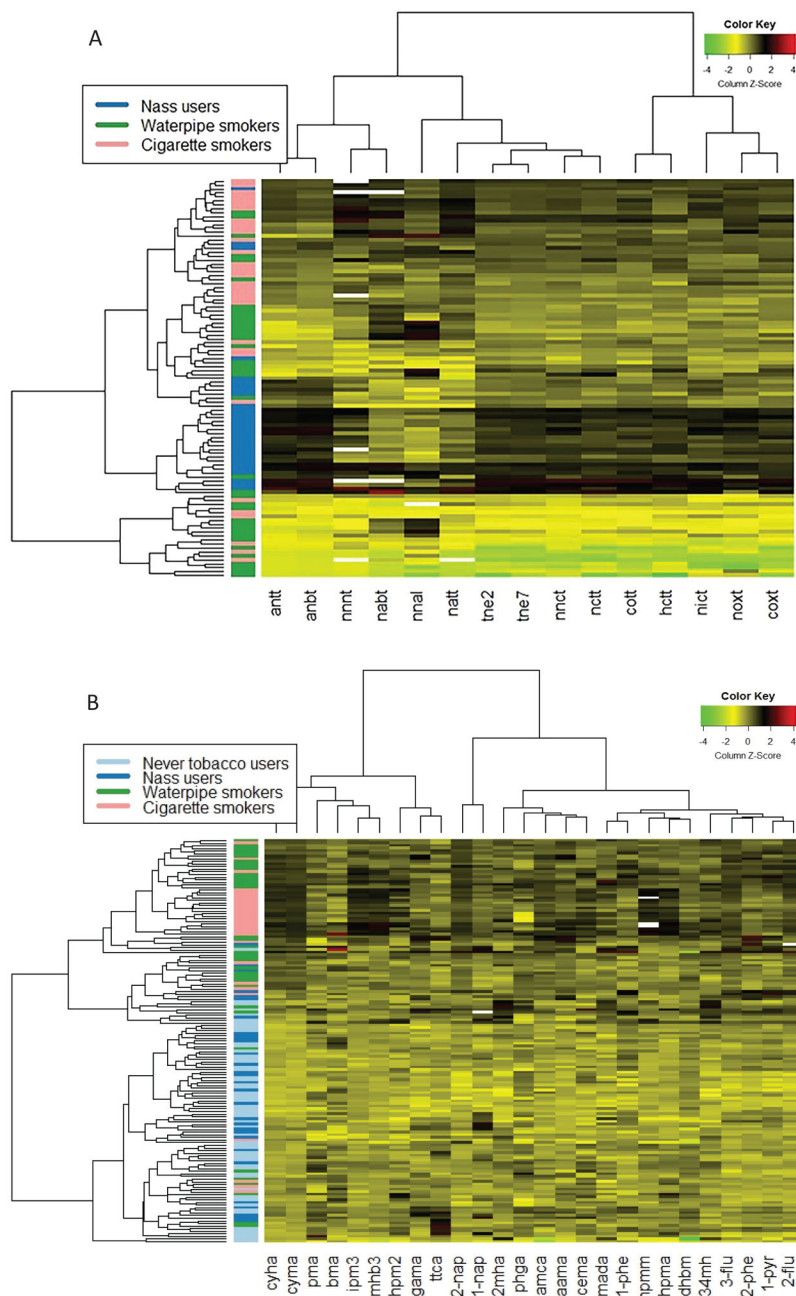 A
Color Key
-4 -2 0 2 4
Column Z-Score
Nass users
Waterpipe smokers
Cigarette smokers
antt anbt nnnt nabt nnal natt tne2 tne7 nnct nctt cott hctt nict noxt coxt
B
Color Key
-4 -2 0 2 4
Column Z-Score
Never tobacco users
Nass users
Waterpipe smokers
Cigarette smokers
cyha cyma pma bma ipm3 mhb3 hpm2 gama ttca 2-nap 1-nap 2mha phga amca aama cema mada 1-phe hpmm hpma dhbm 34mh 3-flu 2-phe 1-pyr 2-flu